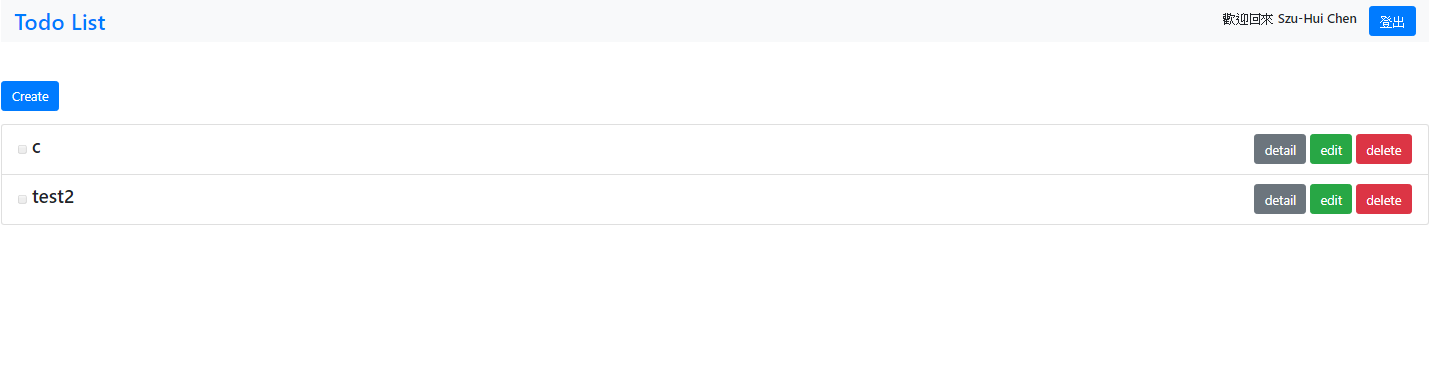 Todo List 歡迎回來 Szu-Hui Chen 登出
Create
c detail edit delete
test2 detail edit delete